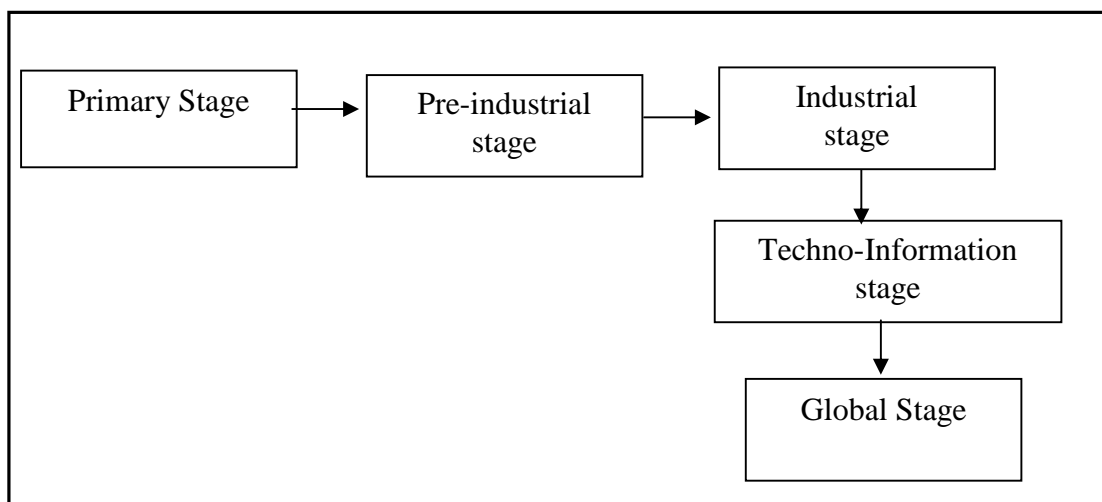 Primary Stage
Pre-industrial
stage
Industrial
stage
Techno-Information
stage
Global Stage